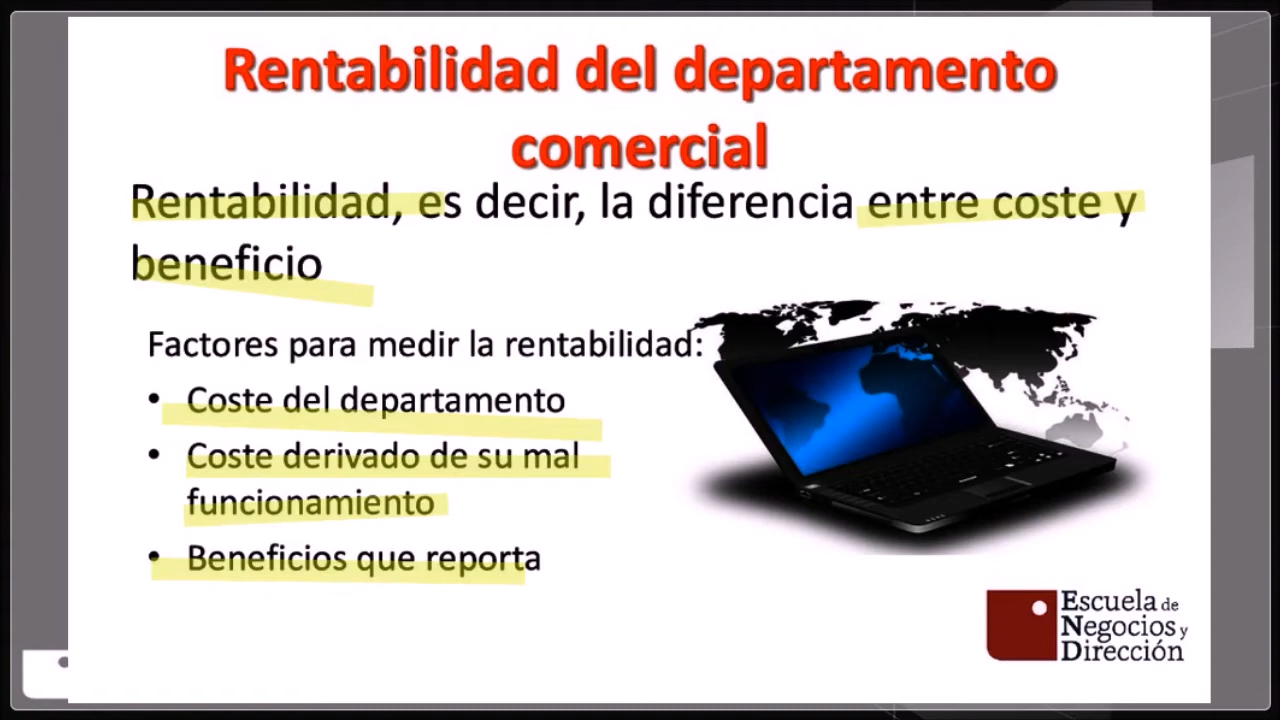 Rentabilidad del departamento
comercial
Rentabilidad, es decir, la diferencia entre coste y
beneficio
Factores para medir la rentabilidad:
• Coste del departamento
• Coste derivado de su mal
funcionamiento
• Beneficios que reporta
Escuela de
Negocios y
Dirección